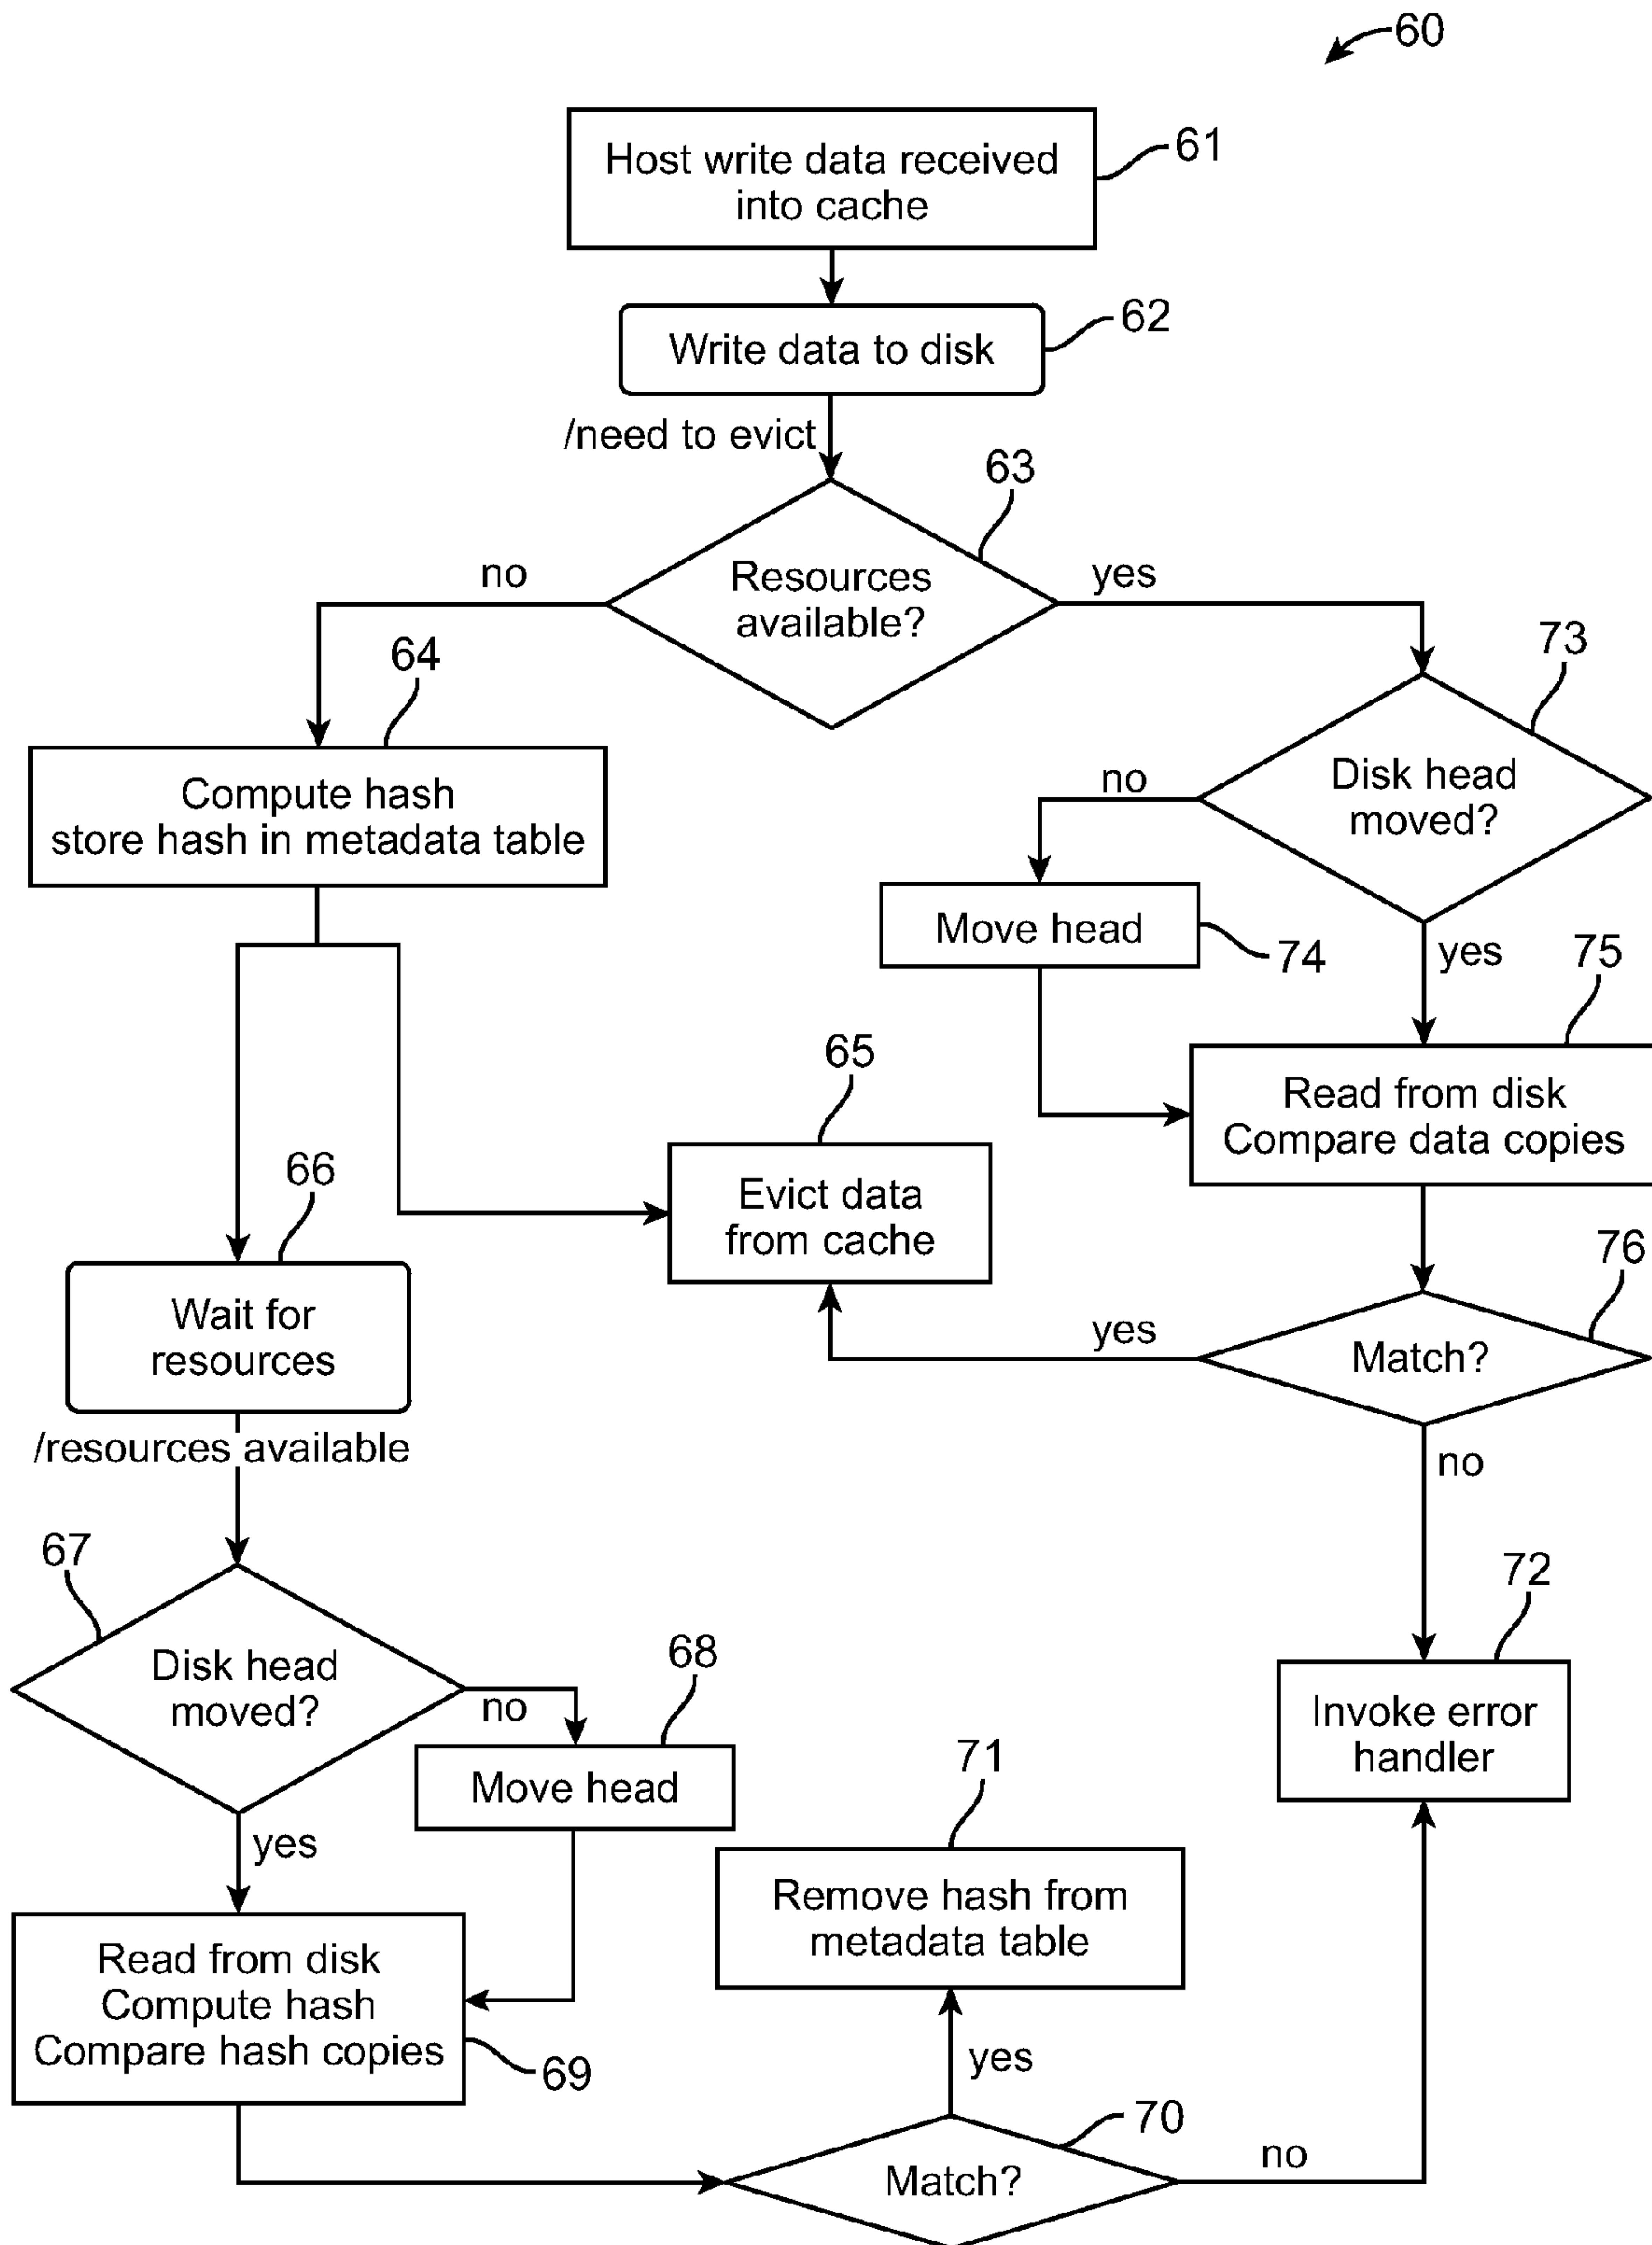 60
Host write data received
into cache
61
Write data to disk
62
/need to evict
63
Resources
available?
no
yes
64
Compute hash
store hash in metadata table
73
Disk head
moved?
no
yes
Move head
74
75
Read from disk
Compare data copies
65
Evict data
from cache
66
Wait for
resources
/resources available
76
Match?
yes
no
67
Disk head
moved?
no
yes
68
Move head
72
Invoke error
handler
71
Remove hash from
metadata table
Read from disk
Compute hash
Compare hash copies
69
yes
70
Match?
no